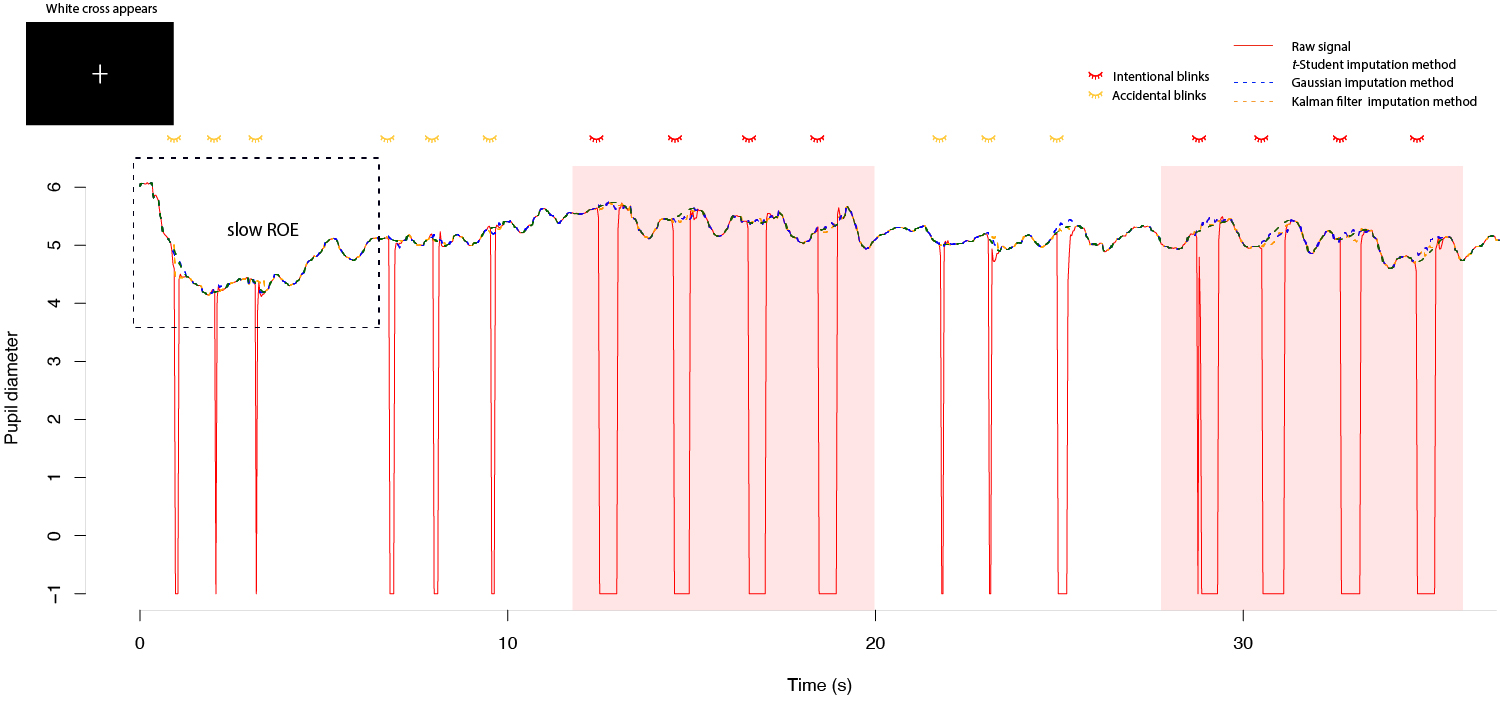 White cross appears
Raw signal
t-Student imputation method
Gaussian imputation method
Kalman filter imputation method
Intentional blinks
Accidental blinks
slow ROE
Pupil diameter
6
5
4
3
2
1
0
−1
0 10 20 30
Time (s)